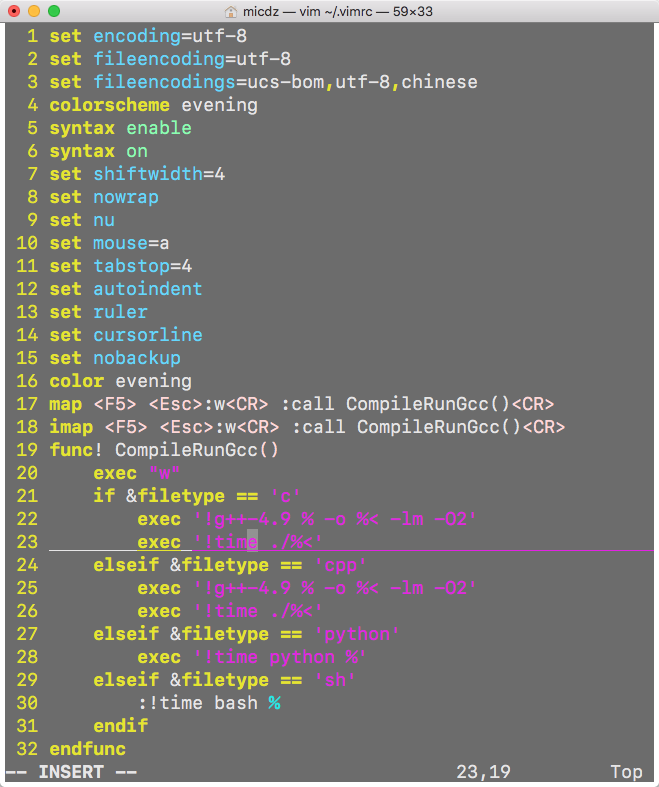 micdz — vim ~/.vimrc — 59×33
1 set encoding=utf-8
2 set fileencoding=utf-8
3 set fileencodings=ucs-bom,utf-8,chinese
4 colorscheme evening
5 syntax enable
6 syntax on
7 set shiftwidth=4
8 set nowrap
9 set nu
10 set mouse=a
11 set tabstop=4
12 set autoindent
13 set ruler
14 set cursorline
15 set nobackup
16 color evening
17 map <F5> <Esc>:w<CR> :call CompileRunGcc()<CR>
18 imap <F5> <Esc>:w<CR> :call CompileRunGcc()<CR>
19 func! CompileRunGcc()
20     exec "w"
21     if &filetype == 'c'
22         exec '!g++-4.9 % -o %< -lm -O2'
23         exec '!time ./%<'
24     elseif &filetype == 'cpp'
25         exec '!g++-4.9 % -o %< -lm -O2'
26         exec '!time ./%<'
27     elseif &filetype == 'python'
28         exec '!time python %'
29     elseif &filetype == 'sh'
30         :!time bash %
31     endif
32 endfunc
-- INSERT -- 23,19 Top